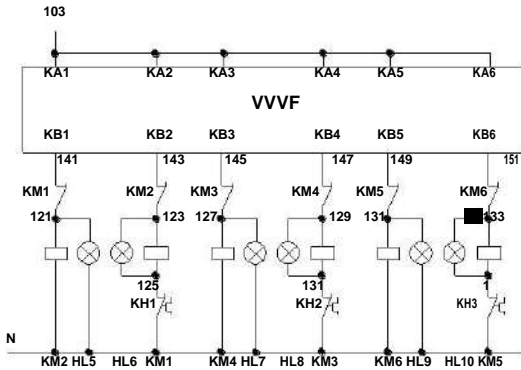 103
KA1 KA2 KA3 KA4 KA5 KA6
VVVF
KB1 KB2 KB3 KB4 KB5 KB6
141 143 145 147 149 151
KM1 KM2 KM3 KM4 KM5 KM6
121 123 127 129 131 133
125 131 1
KH1 KH2 KH3
N
KM2 HL5 HL6 KM1 KM4 HL7 HL8 KM3 KM6 HL9 HL10 KM5